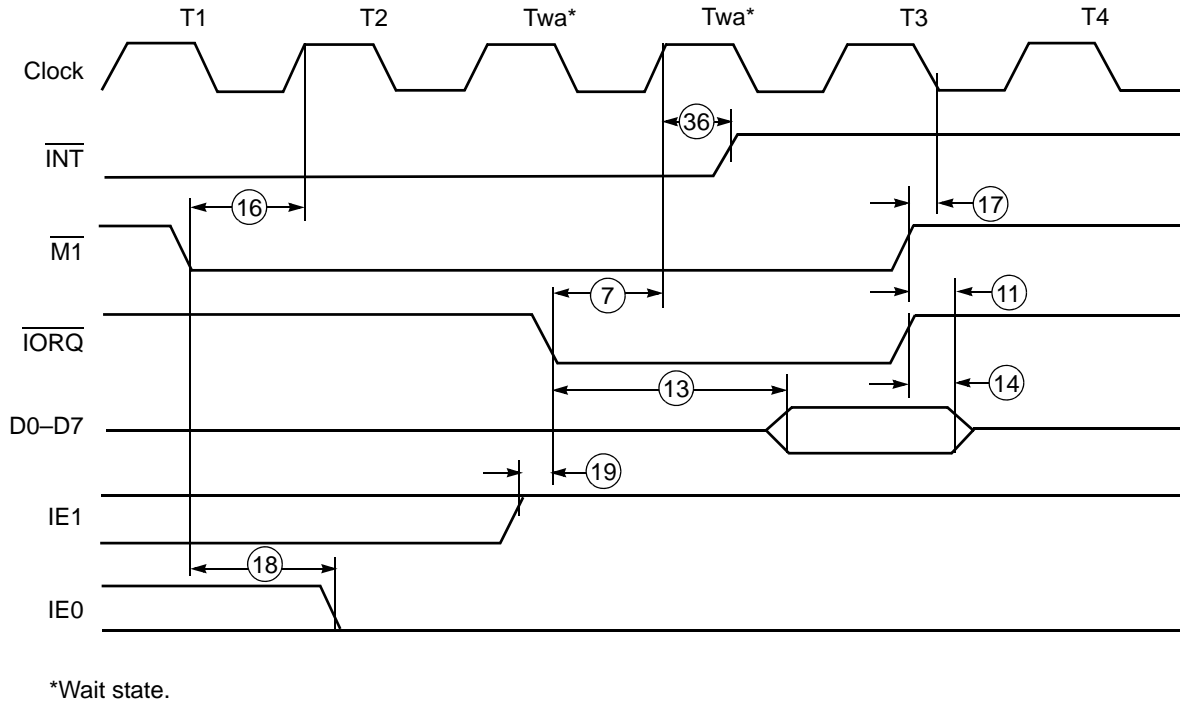 T1 T2 Twa* Twa* T3 T4
Clock
36
INT
16 17
M1
7 11
IORQ
13 14
D0–D7
19
IE1
18
IE0
*Wait state.